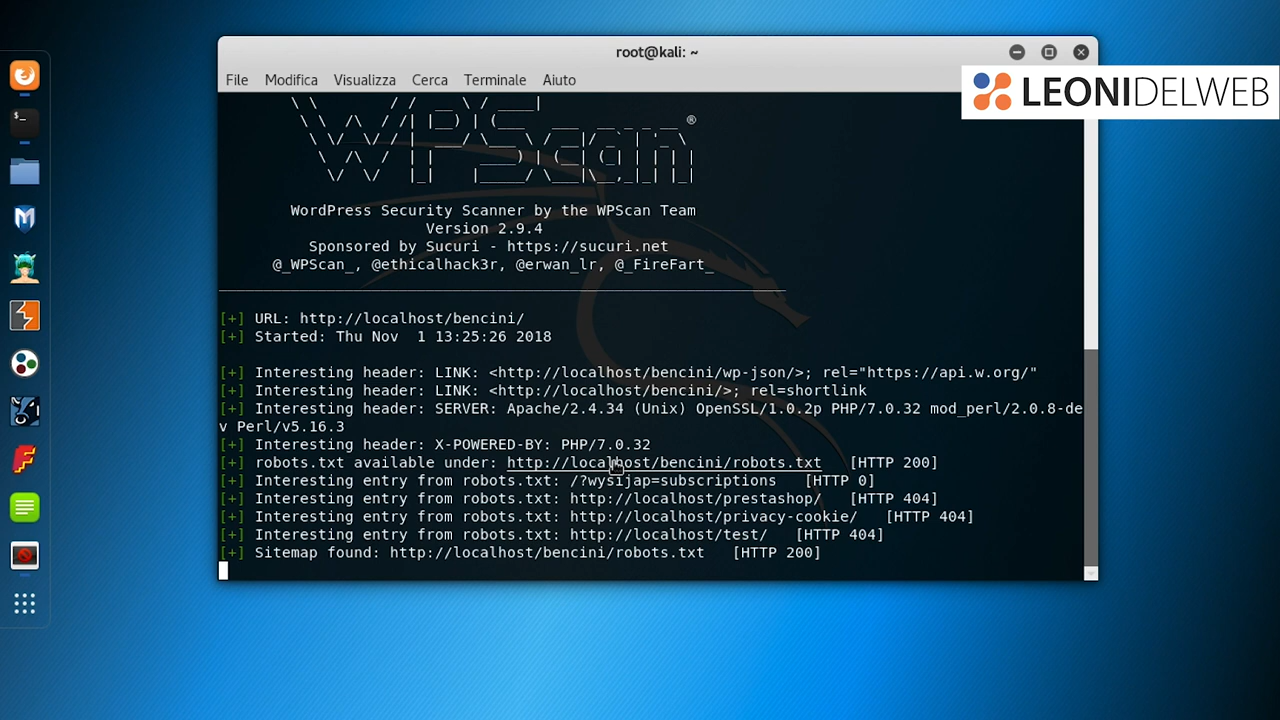 root@kali: ~
File Modifica Visualizza Cerca Terminale Aiuto
LEONIDELWEB
WPScan ®
WordPress Security Scanner by the WPScan Team
Version 2.9.4
Sponsored by Sucuri - https://sucuri.net
@_WPScan_, @ethicalhack3r, @erwan_lr, @_FireFart_
[+] URL: http://localhost/bencini/
[+] Started: Thu Nov  1 13:25:26 2018
[+] Interesting header: LINK: <http://localhost/bencini/wp-json/>; rel="https://api.w.org/"
[+] Interesting header: LINK: <http://localhost/bencini/>; rel=shortlink
[+] Interesting header: SERVER: Apache/2.4.34 (Unix) OpenSSL/1.0.2p PHP/7.0.32 mod_perl/2.0.8-de
v Perl/v5.16.3
[+] Interesting header: X-POWERED-BY: PHP/7.0.32
[+] robots.txt available under: http://localhost/bencini/robots.txt   [HTTP 200]
[+] Interesting entry from robots.txt: /?wysijap=subscriptions   [HTTP 0]
[+] Interesting entry from robots.txt: http://localhost/prestashop/   [HTTP 404]
[+] Interesting entry from robots.txt: http://localhost/privacy-cookie/   [HTTP 404]
[+] Interesting entry from robots.txt: http://localhost/test/   [HTTP 404]
[+] Sitemap found: http://localhost/bencini/robots.txt   [HTTP 200]